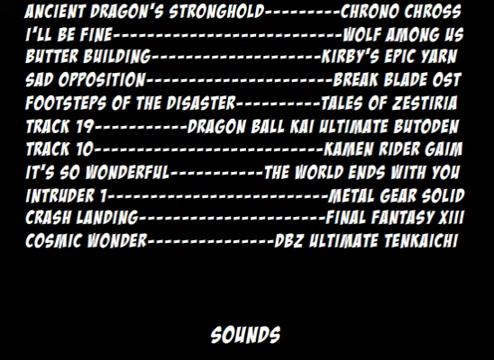 ANCIENT DRAGON'S STRONGHOLD---------CHRONO CHROSS
I'LL BE FINE----------------------------WOLF AMONG US
BUTTER BUILDING---------------------KIRBY'S EPIC YARN
SAD OPPOSITION-----------------------BREAK BLADE OST
FOOTSTEPS OF THE DISASTER----------TALES OF ZESTIRIA
TRACK 19-----------DRAGON BALL KAI ULTIMATE BUTODEN
TRACK 10----------------------------KAMEN RIDER GAIM
IT'S SO WONDERFUL-----------THE WORLD ENDS WITH YOU
INTRUDER 1---------------------------METAL GEAR SOLID
CRASH LANDING-----------------------FINAL FANTASY XIII
COSMIC WONDER---------------DBZ ULTIMATE TENKAICHI
SOUNDS